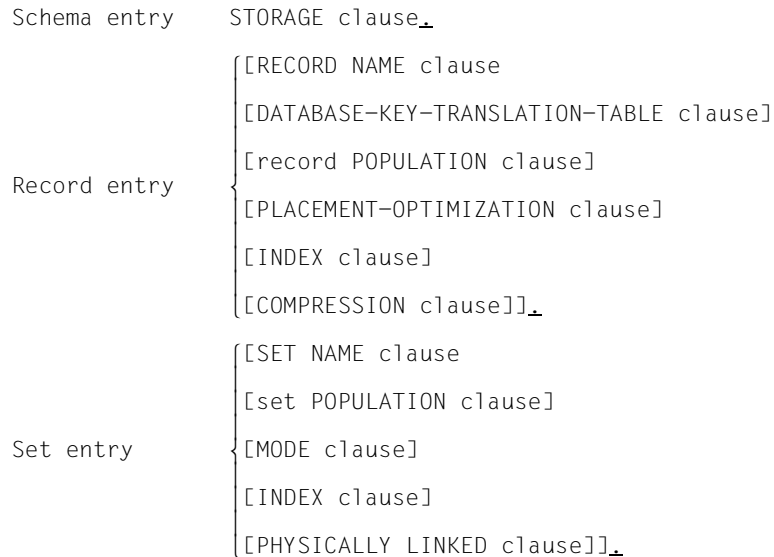 Schema entry STORAGE clause.
[RECORD NAME clause
[DATABASE-KEY-TRANSLATION-TABLE clause]
[record POPULATION clause]
Record entry
[PLACEMENT-OPTIMIZATION clause]
[INDEX clause]
[COMPRESSION clause]].
[SET NAME clause
[set POPULATION clause]
Set entry [MODE clause]
[INDEX clause]
[PHYSICALLY LINKED clause]].